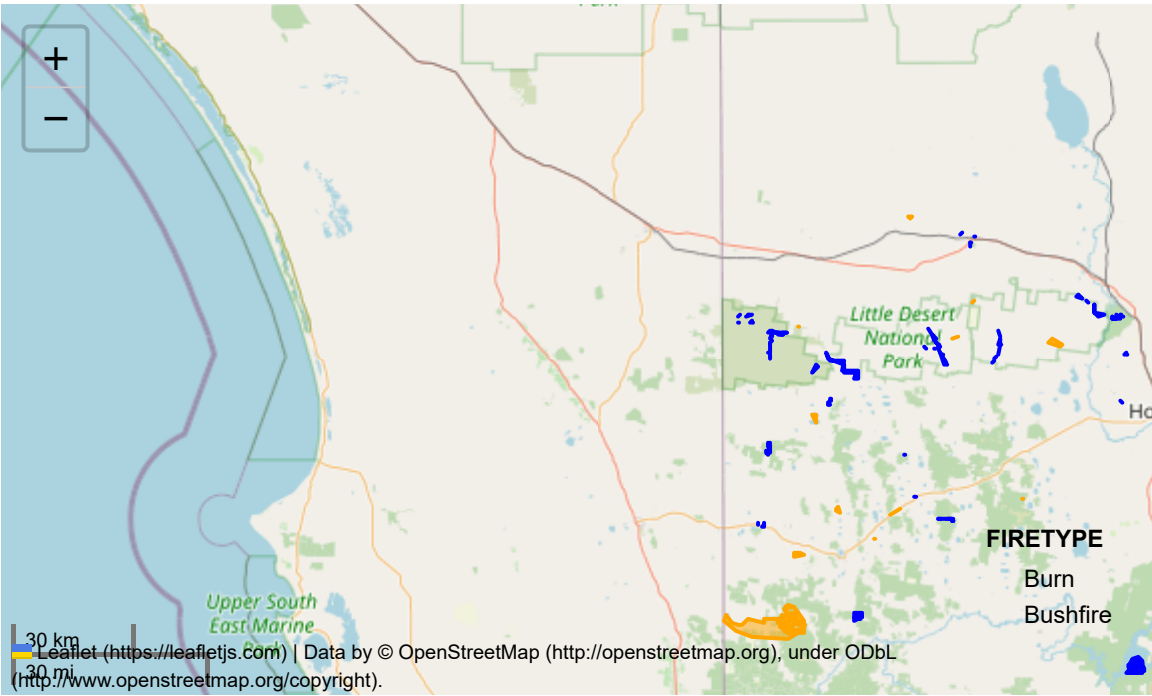 Park
+
−
Little Desert
National
Park
Ho
FIRETYPE
Burn
Bushfire
Upper South
East Marine
Park
30 km
Leaflet (https://leafletjs.com) | Data by © OpenStreetMap (http://openstreetmap.org), under ODbL
30 mi
(http://www.openstreetmap.org/copyright).